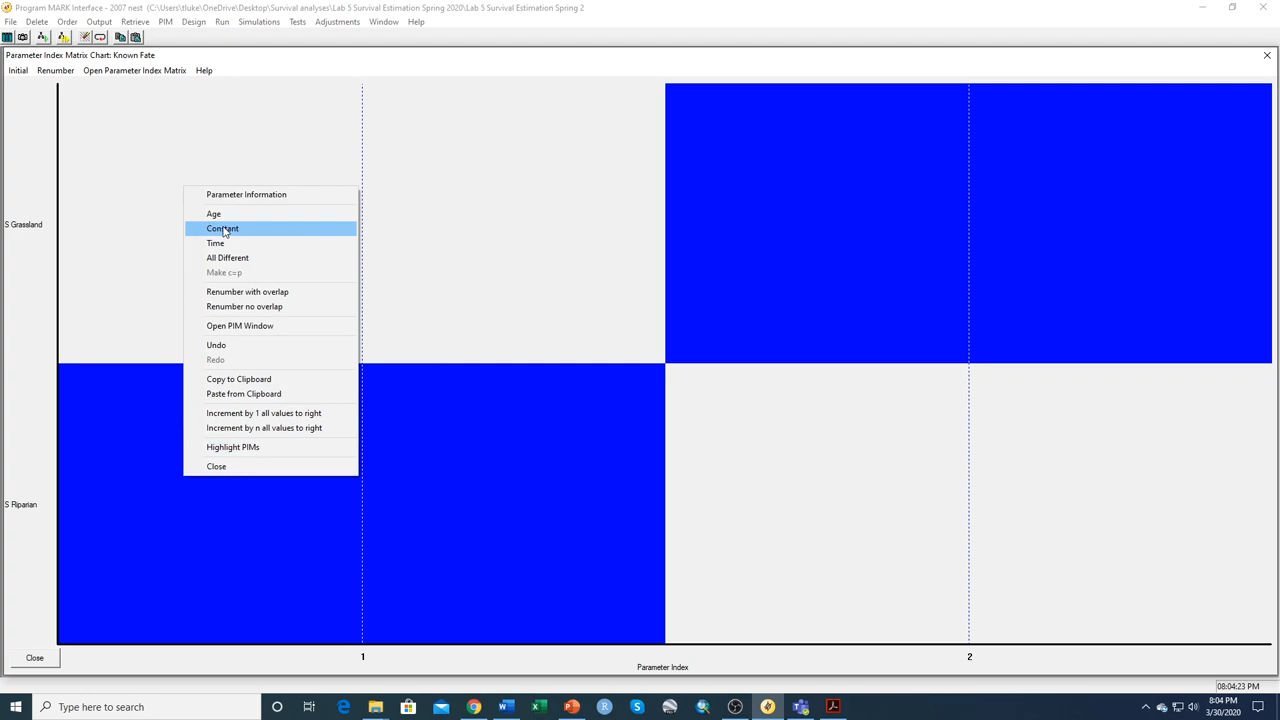 Program MARK Interface - 2007 nest (C:\Users\tluke\OneDrive\Desktop\Survival analyses\Lab 5 Survival Estimation Spring 2020\Lab 5 Survival Estimation Spring 2
File Delete Order Output Retrieve PIM Design Run Simulations Tests Adjustments Window Help
Parameter Index Matrix Chart: Known Fate
Initial Renumber Open Parameter Index Matrix Help
Parameter Information
Age
S Grassland
Constant
Time
All Different
Make c=p
Renumber with overlap
Renumber no overlap
Open PIM Window
Undo
Redo
Copy to Clipboard
Paste from Clipboard
Increment by 1 all values to right
Increment by n all values to right
Highlight PIMs
Close
S Riparian
Close
1 2
Parameter Index
08:04:23 PM
Type here to search
8:04 PM
3/30/2020